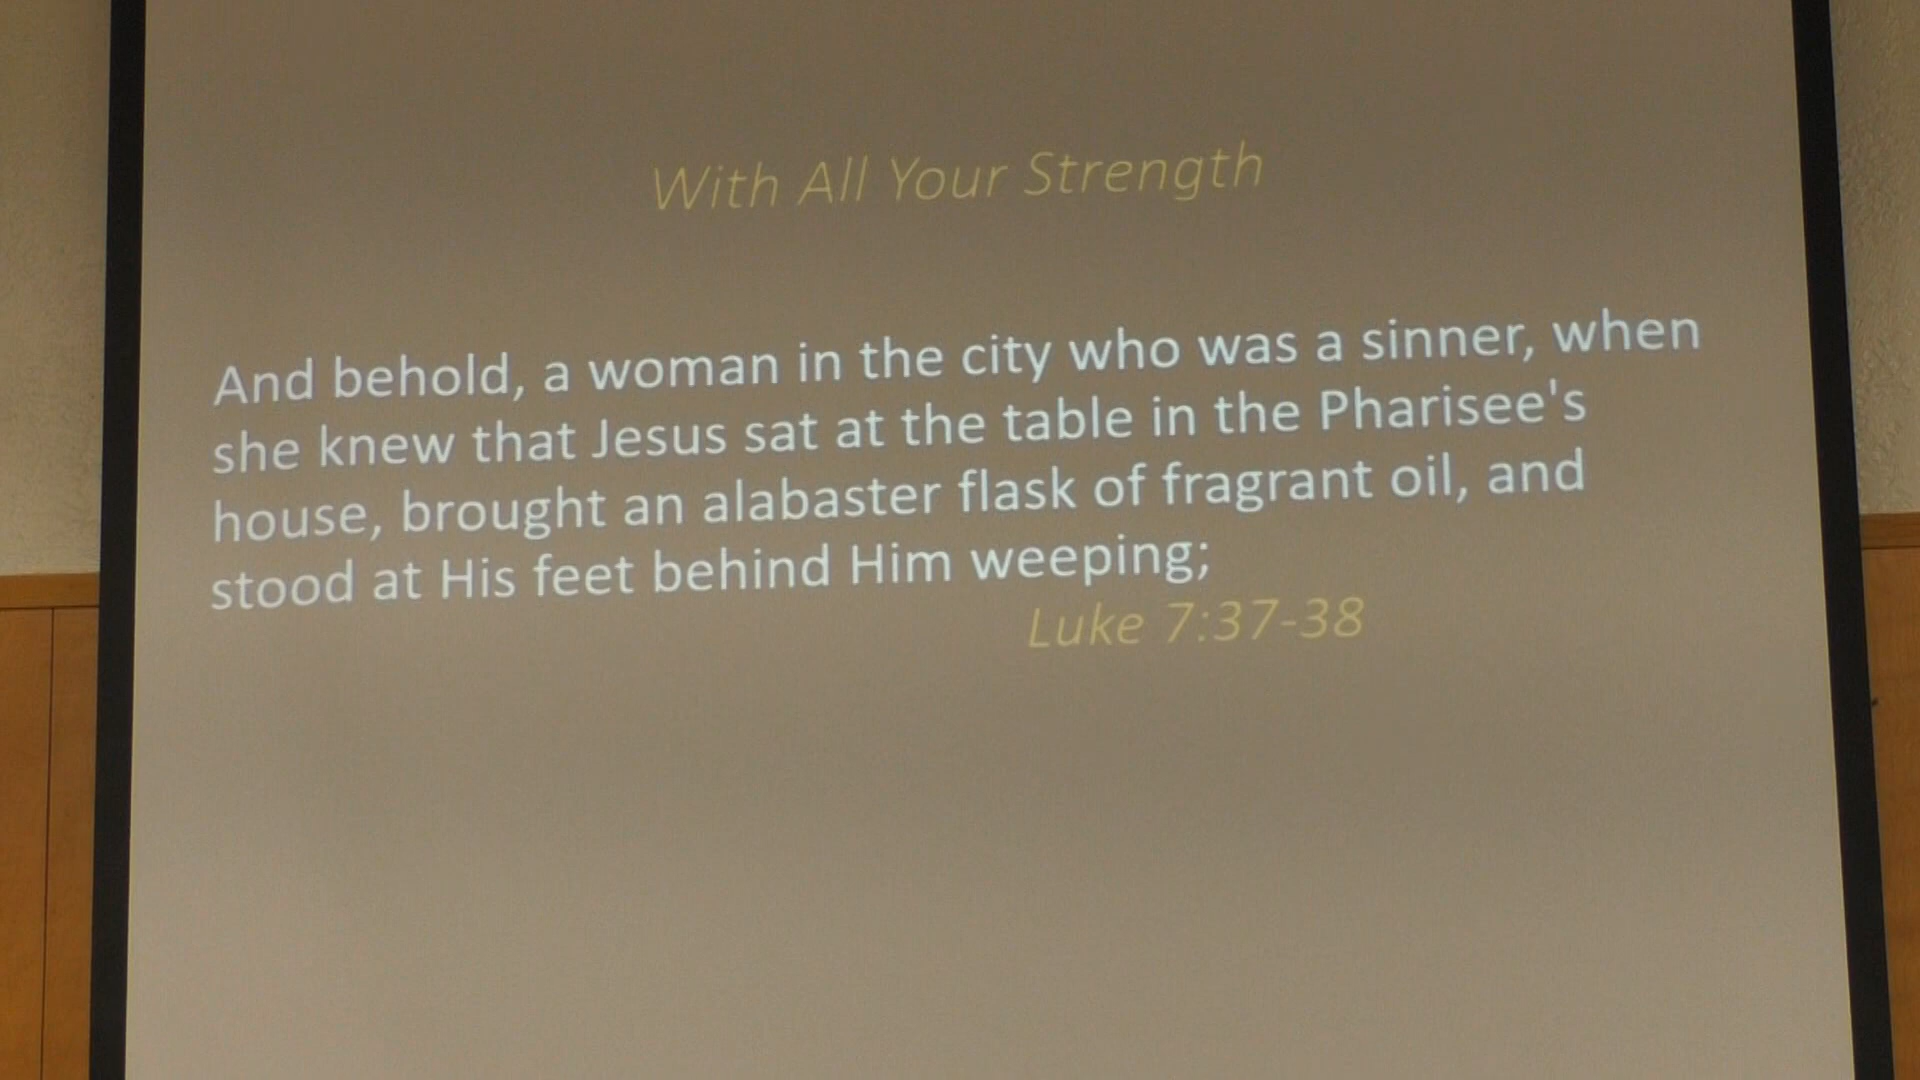 With All Your Strength
And behold, a woman in the city who was a sinner, when
she knew that Jesus sat at the table in the Pharisee's
house, brought an alabaster flask of fragrant oil, and
stood at His feet behind Him weeping;
Luke 7:37-38